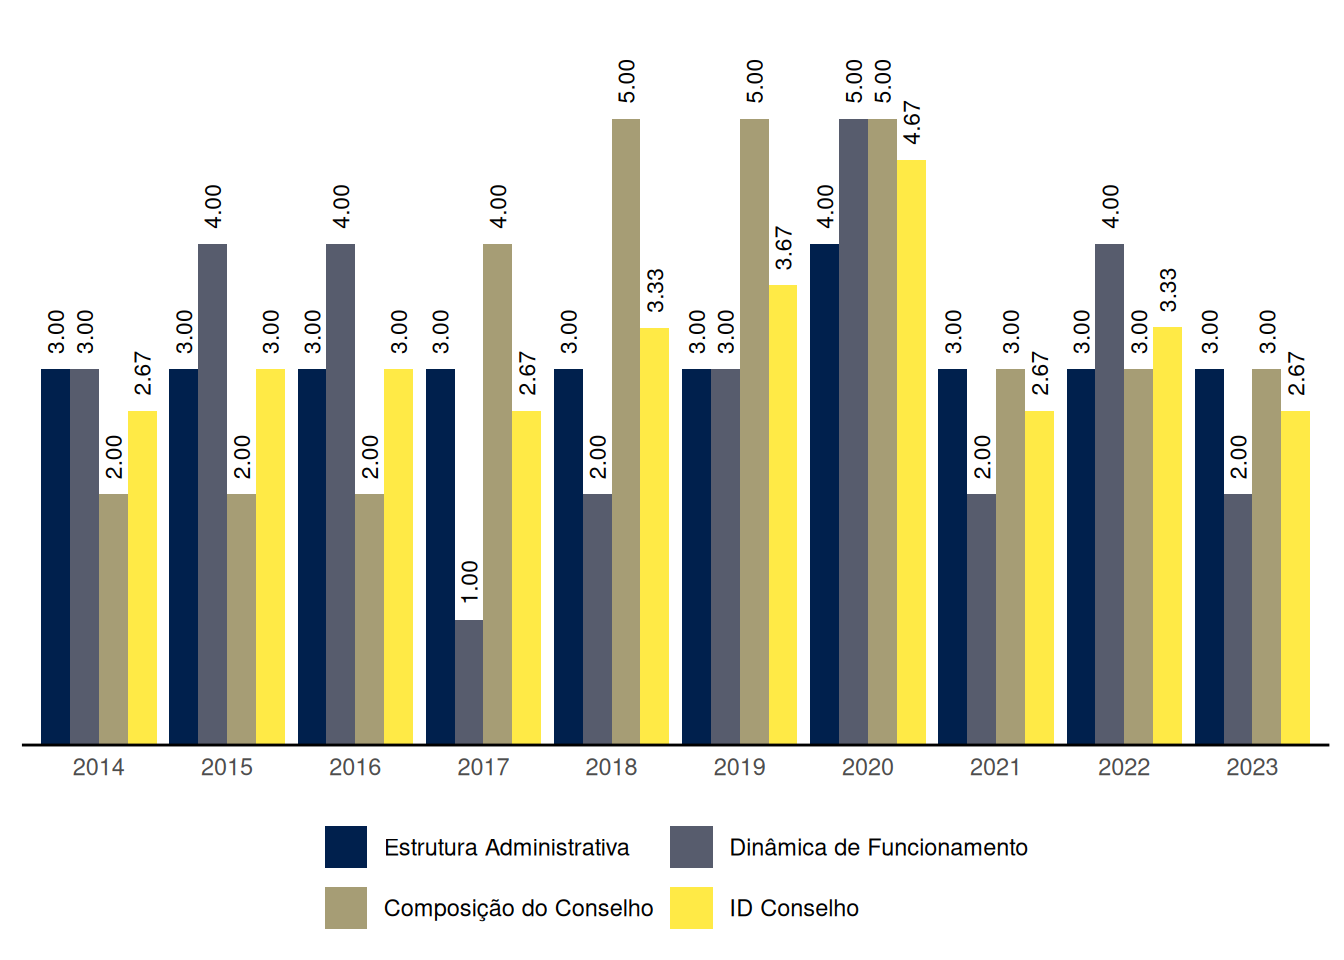 3.00 3.00 2.00 2.67 3.00 4.00 2.00 3.00 3.00 4.00 2.00 3.00 3.00 1.00 4.00 2.67 3.00 2.00 5.00 3.33 3.00 3.00 5.00 3.67 4.00 5.00 5.00 4.67 3.00 2.00 3.00 2.67 3.00 4.00 3.00 3.33 3.00 2.00 3.00 2.67
2014 2015 2016 2017 2018 2019 2020 2021 2022 2023
Estrutura Administrativa Dinâmica de Funcionamento
Composição do Conselho ID Conselho